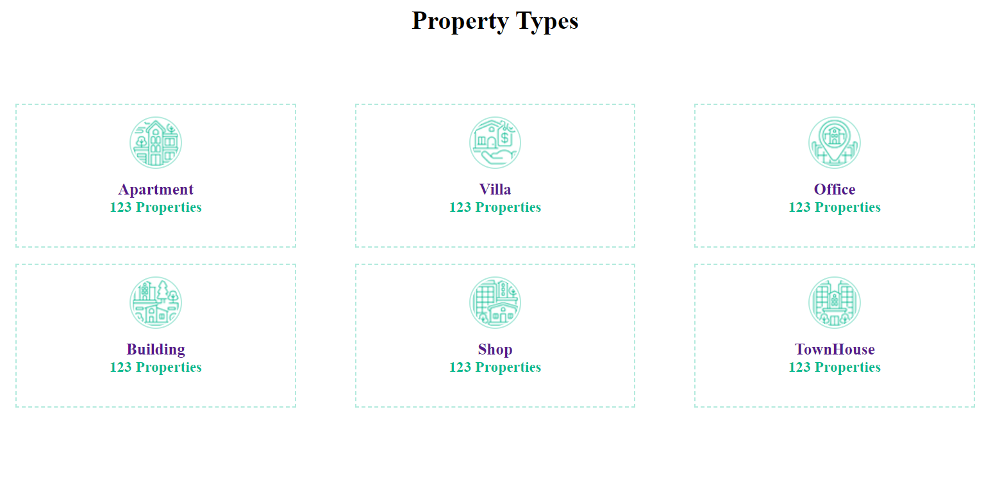 Property Types
Apartment
123 Properties
Villa
123 Properties
Office
123 Properties
Building
123 Properties
Shop
123 Properties
TownHouse
123 Properties